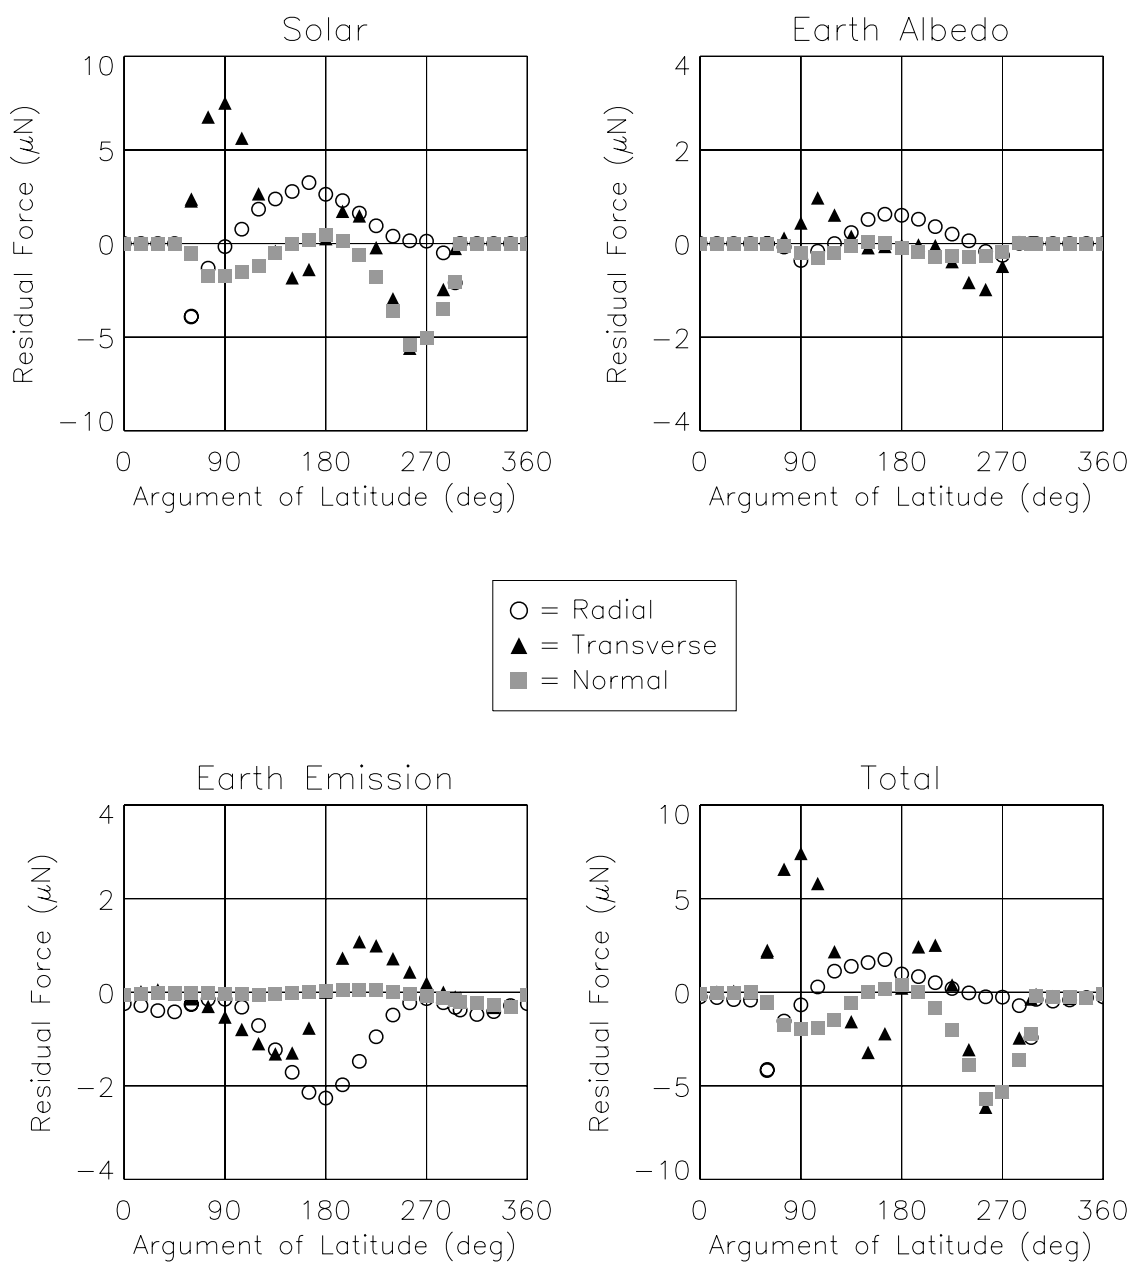 Solar
Residual Force (μN)
10
5
0
−5
−10
0 90 180 270 360
Argument of Latitude (deg)
Earth Albedo
Residual Force (μN)
4
2
0
−2
−4
0 90 180 270 360
Argument of Latitude (deg)
= Radial
= Transverse
= Normal
Earth Emission
Residual Force (μN)
4
2
0
−2
−4
0 90 180 270 360
Argument of Latitude (deg)
Total
Residual Force (μN)
10
5
0
−5
−10
0 90 180 270 360
Argument of Latitude (deg)